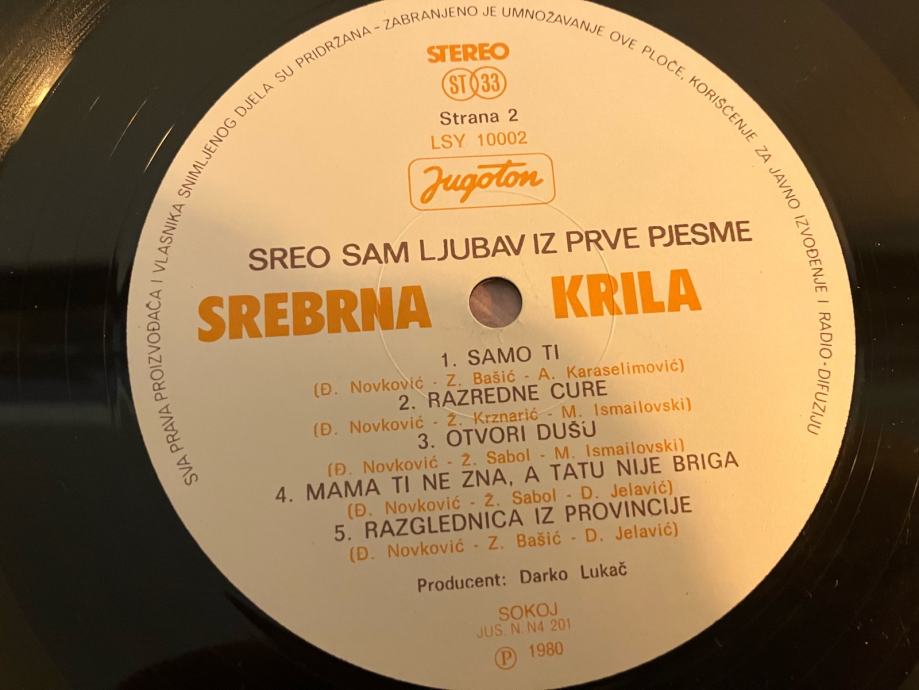 SVA PRAVA PROIZVOĐAČA I VLASNIKA SNIMLJENOG DJELA SU PRIDRŽANA - ZABRANJENO JE UMNOŽAVANJE OVE PLOČE, KORIŠĆENJE ZA JAVNO IZVOĐENJE I RADIO-DIFUZIJU
STEREO
ST 33
Strana 2
LSY 10002
Jugoton
SREO SAM LJUBAV IZ PRVE PJESME
SREBRNA KRILA
1. SAMO TI
(Đ. Novković - Z. Bašić - A. Karaselimović)
2. RAZREDNE CURE
(Đ. Novković - Ž. Krznarić - M. Ismailovski)
3. OTVORI DUŠU
(Đ. Novković - Ž. Sabol - M. Ismailovski)
4. MAMA TI NE ZNA, A TATU NIJE BRIGA
(Đ. Novković - Ž. Sabol - D. Jelavić)
5. RAZGLEDNICA IZ PROVINCIJE
(Đ. Novković - Z. Bašić - D. Jelavić)
Producent: Darko Lukač
SOKOJ
JUS. N. N4 201
Ⓟ 1980